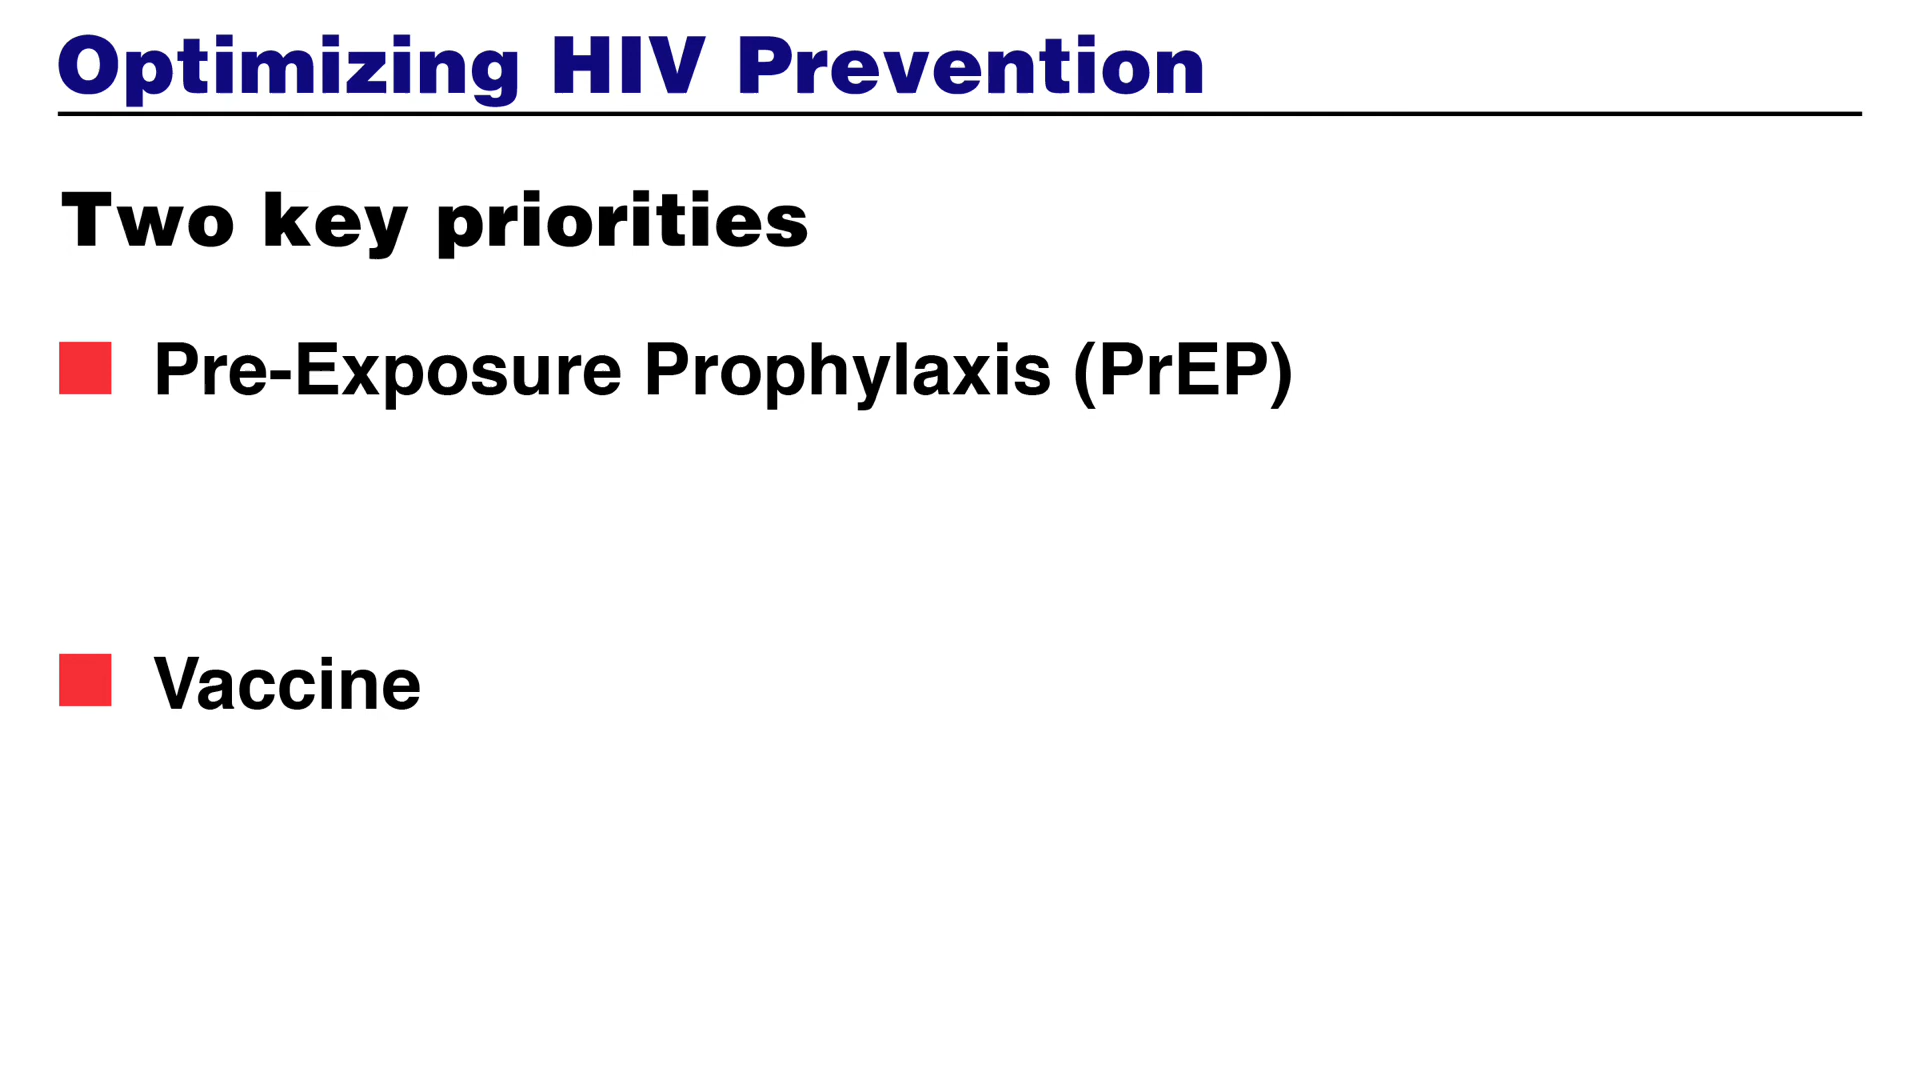 Optimizing HIV Prevention
Two key priorities
Pre-Exposure Prophylaxis (PrEP)
Vaccine